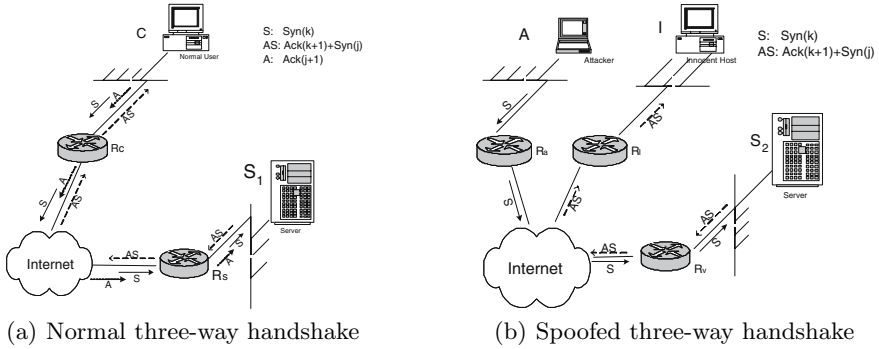 C
Normal User
S: Syn(k)
AS: Ack(k+1)+Syn(j)
A: Ack(j+1)
S
A
AS
Rc
A
S
AS
S1
Server
AS
S
A
Internet
AS
A
S
Rs
(a) Normal three-way handshake
A
Attacker
I
Innocent Host
S: Syn(k)
AS: Ack(k+1)+Syn(j)
S
AS
Ra
Ri
S2
Server
S
AS
AS
S
Internet
AS
S
Rv
(b) Spoofed three-way handshake